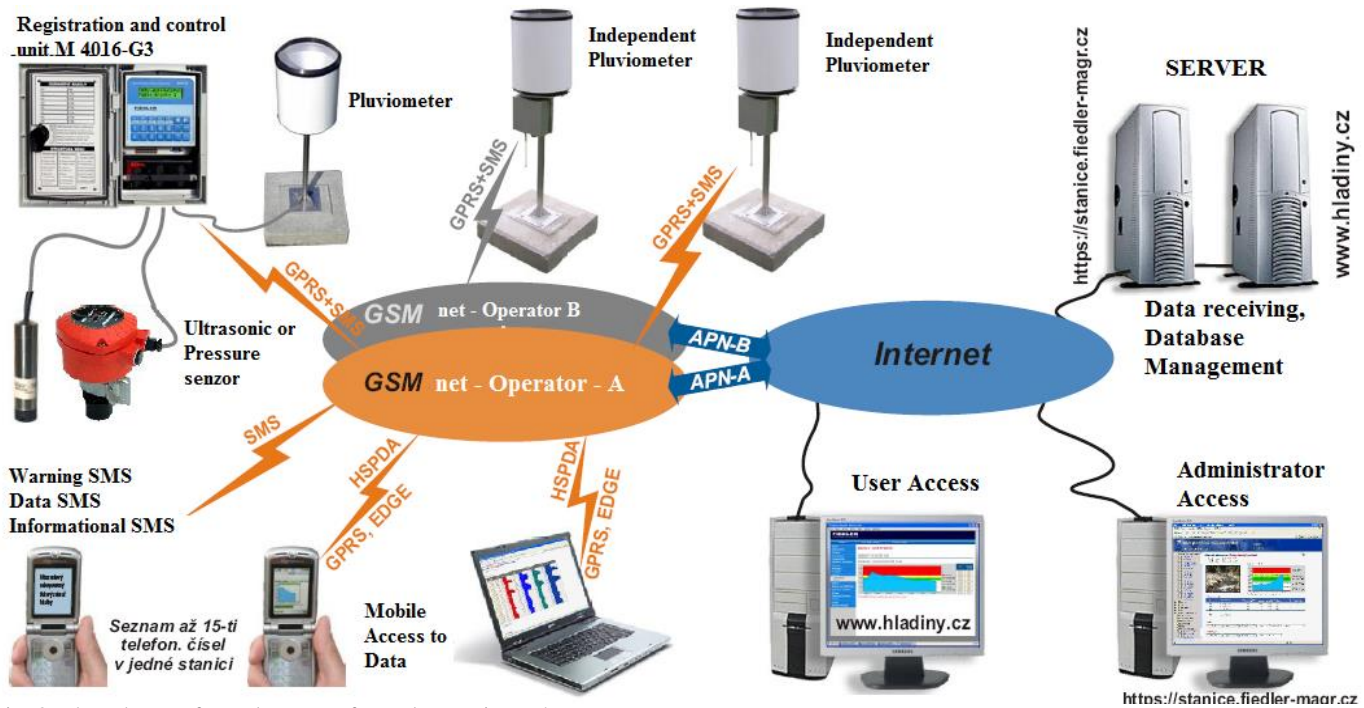 Registration and control
unit M 4016-G3
Pluviometer
Independent
Pluviometer
Independent
Pluviometer
SERVER
https://stanice.fiedler-magr.cz
www.hladiny.cz
Data receiving,
Database
Management
GPRS+SMS
GPRS+SMS
GPRS+SMS
GSM net - Operator B
GSM net - Operator - A
APN-B
APN-A
Internet
Ultrasonic or
Pressure
senzor
SMS
HSPDA
GPRS, EDGE
HSPDA
GPRS, EDGE
Warning SMS
Data SMS
Informational SMS
Seznam až 15-ti
telefon. čísel
v jedné stanici
Mobile
Access to
Data
User Access
www.hladiny.cz
Administrator
Access
https://stanice.fiedler-magr.cz